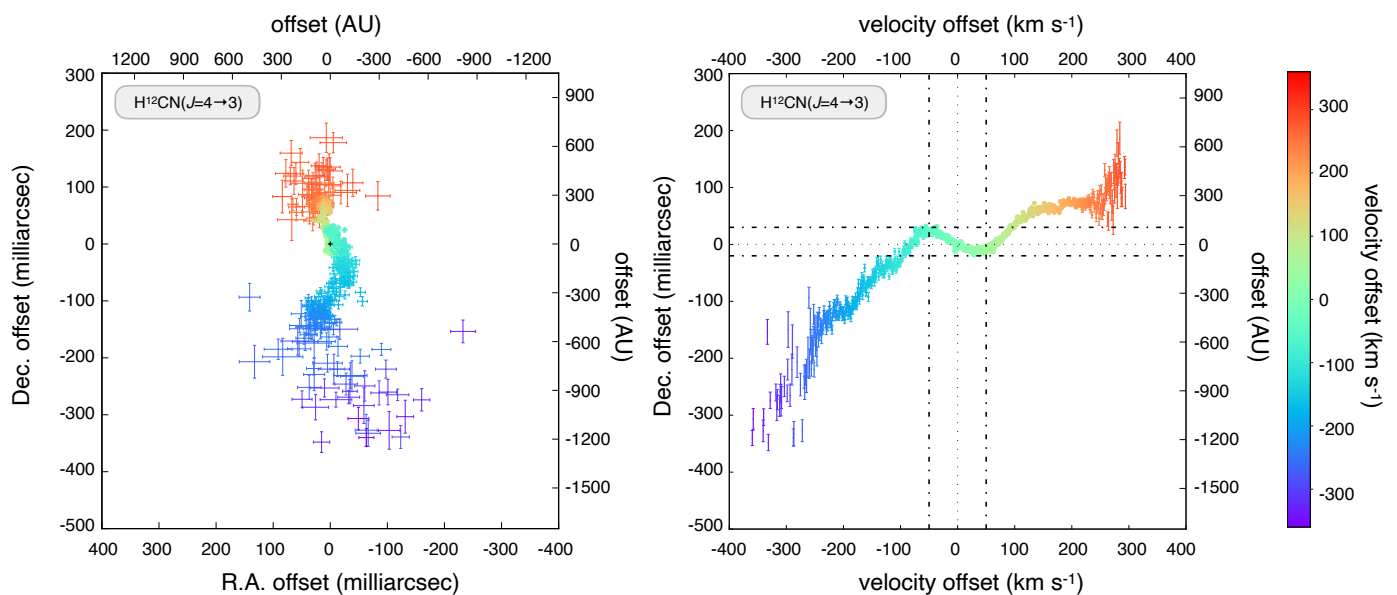 offset (AU)
1200 900 600 300 0 -300 -600 -900 -1200
300 200 100 0 -100 -200 -300 -400 -500
Dec. offset (milliarcsec)
H¹²CN(J=4→3)
900 600 300 0 -300 -600 -900 -1200 -1500
offset (AU)
400 300 200 100 0 -100 -200 -300 -400
R.A. offset (milliarcsec)
velocity offset (km s⁻¹)
-400 -300 -200 -100 0 100 200 300 400
300 200 100 0 -100 -200 -300 -400 -500
Dec. offset (milliarcsec)
H¹²CN(J=4→3)
900 600 300 0 -300 -600 -900 -1200 -1500
offset (AU)
-400 -300 -200 -100 0 100 200 300 400
velocity offset (km s⁻¹)
300 200 100 0 -100 -200 -300
velocity offset (km s⁻¹)